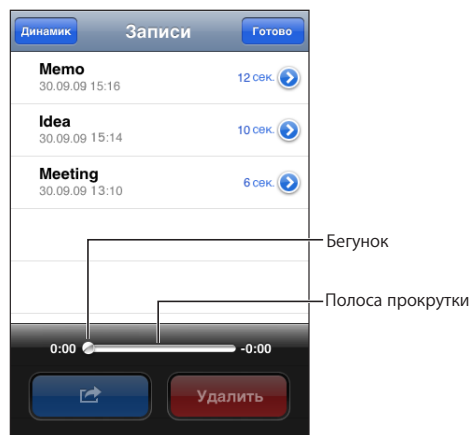 Динамик Записи Готово
Memo
30.09.09 15:16 12 сек.
Idea
30.09.09 15:14 10 сек.
Meeting
30.09.09 13:10 6 сек.
Бегунок
Полоса прокрутки
0:00 -0:00
Удалить